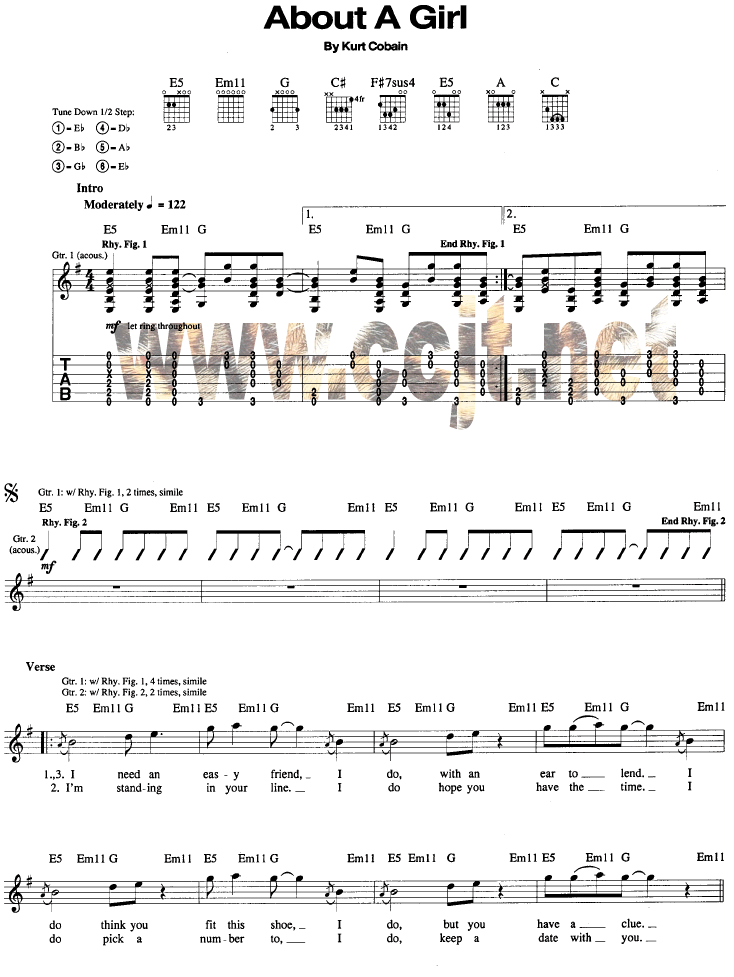 About A Girl
By Kurt Cobain
E5 Em11 G C# F#7sus4 E5 A C
4fr
23 2 3 2341 1342 124 123 1333
Tune Down 1/2 Step:
① = E♭ ④ = D♭
② = B♭ ⑤ = A♭
③ = G♭ ⑥ = E♭
Intro
Moderately ♩ = 122
1. 2.
E5 Em11 G E5 Em11 G E5 Em11 G
Rhy. Fig. 1 End Rhy. Fig. 1
Gtr. 1 (acous.)
mf let ring throughout
www.ccjt.net
TAB
Gtr. 1: w/ Rhy. Fig. 1, 2 times, simile
E5 Em11 G Em11 E5 Em11 G Em11 E5 Em11 G Em11 E5 Em11 G Em11
Rhy. Fig. 2 End Rhy. Fig. 2
Gtr. 2
(acous.)
mf
Verse
Gtr. 1: w/ Rhy. Fig. 1, 4 times, simile
Gtr. 2: w/ Rhy. Fig. 2, 2 times, simile
E5 Em11 G Em11 E5 Em11 G Em11 E5 Em11 G Em11 E5 Em11 G Em11
1.,3. I need an eas - y friend, I do, with an ear to lend. I
2. I'm stand-ing in your line. I do hope you have the time. I
E5 Em11 G Em11 E5 Em11 G Em11 E5 Em11 G Em11 E5 Em11 G Em11
do think you fit this shoe, I do, but you have a clue.
do pick a num - ber to, I do, keep a date with you.